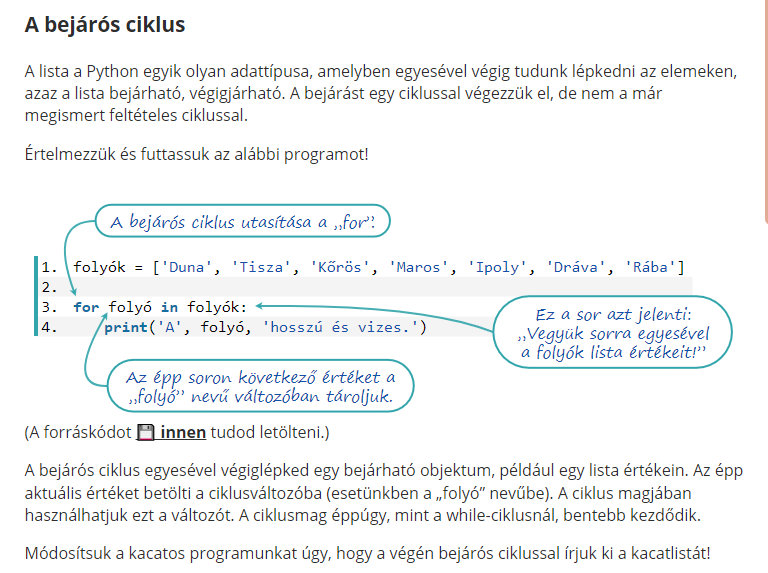 A bejárós ciklus
A lista a Python egyik olyan adattípusa, amelyben egyesével végig tudunk lépkedni az elemeken,
azaz a lista bejárható, végigjárható. A bejárást egy ciklussal végezzük el, de nem a már
megismert feltételes ciklussal.
Értelmezzük és futtassuk az alábbi programot!
A bejárós ciklus utasítása a „for”.
1. folyók = ['Duna', 'Tisza', 'Kőrös', 'Maros', 'Ipoly', 'Dráva', 'Rába']
2.
3. for folyó in folyók:
4. print('A', folyó, 'hosszú és vizes.')
Ez a sor azt jelenti:
„Vegyük sorra egyesével
a folyók lista értékeit!”
Az épp soron következő értéket a
„folyó” nevű változóban tároljuk.
(A forráskódot 💾 innen tudod letölteni.)
A bejárós ciklus egyesével végiglépked egy bejárható objektum, például egy lista értékein. Az épp
aktuális értéket betölti a ciklusváltozóba (esetünkben a „folyó” nevűbe). A ciklus magjában
használhatjuk ezt a változót. A ciklusmag éppúgy, mint a while-ciklusnál, bentebb kezdődik.
Módosítsuk a kacatos programunkat úgy, hogy a végén bejárós ciklussal írjuk ki a kacatlistát!